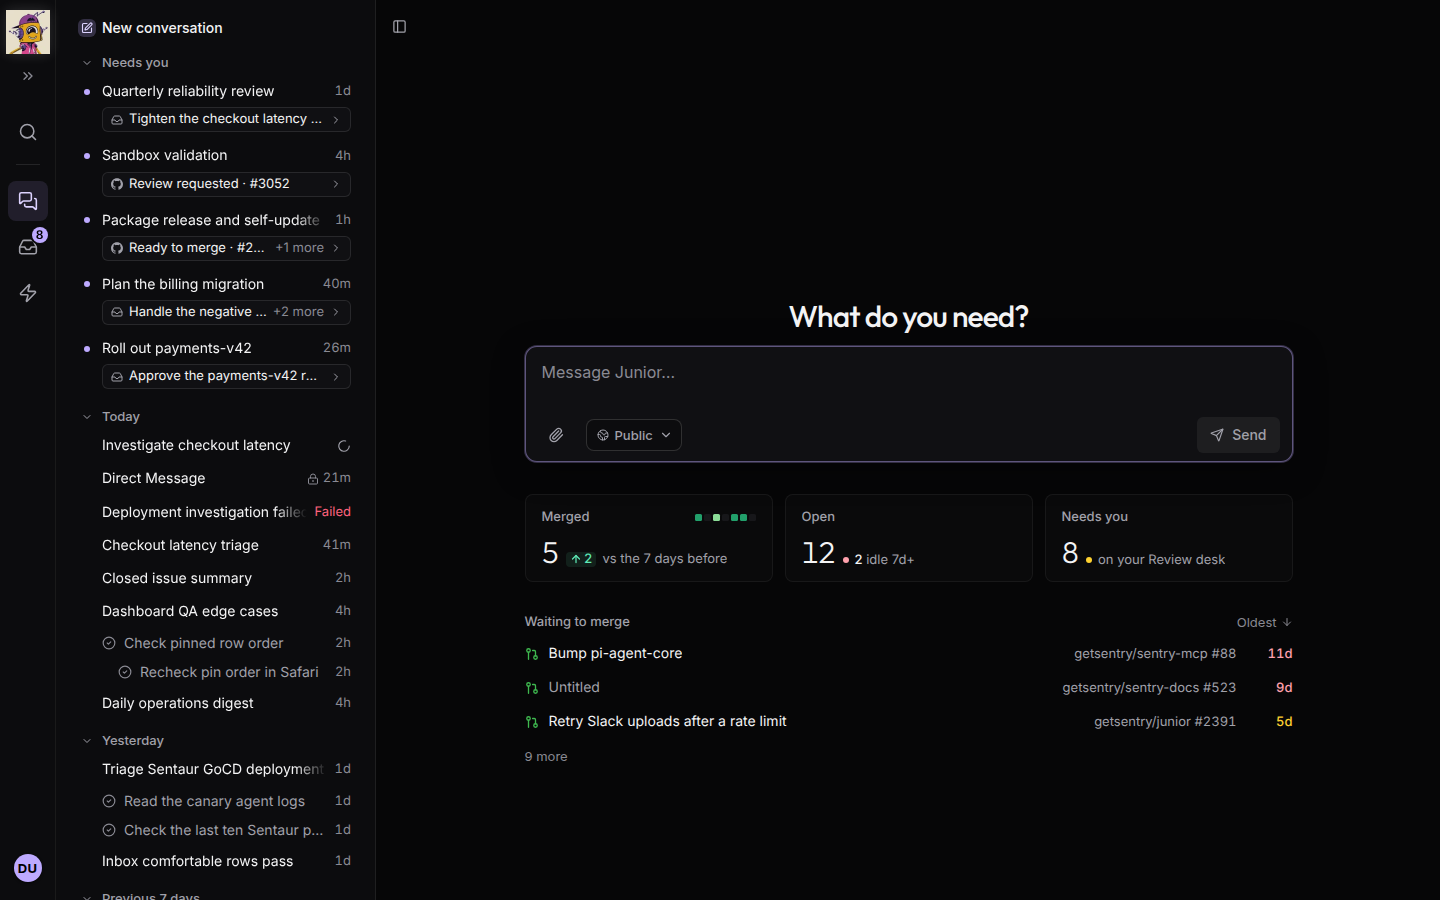 New conversation
Needs you
Quarterly reliability review 1d
Tighten the checkout latency ...
Sandbox validation 4h
Review requested · #3052
Package release and self-update 1h
Ready to merge · #2... +1 more
Plan the billing migration 40m
Handle the negative ... +2 more
Roll out payments-v42 26m
Approve the payments-v42 r...
Today
Investigate checkout latency
Direct Message 21m
Deployment investigation failed Failed
Checkout latency triage 41m
Closed issue summary 2h
Dashboard QA edge cases 4h
Check pinned row order 2h
Recheck pin order in Safari 2h
Daily operations digest 4h
Yesterday
Triage Sentaur GoCD deployment 1d
Read the canary agent logs 1d
Check the last ten Sentaur p... 1d
Inbox comfortable rows pass 1d
Previous 7 days
8
DU
What do you need?
Message Junior...
Public
Send
Merged
5 2 vs the 7 days before
Open
12 2 idle 7d+
Needs you
8 on your Review desk
Waiting to merge Oldest
Bump pi-agent-core getsentry/sentry-mcp #88 11d
Untitled getsentry/sentry-docs #523 9d
Retry Slack uploads after a rate limit getsentry/junior #2391 5d
9 more